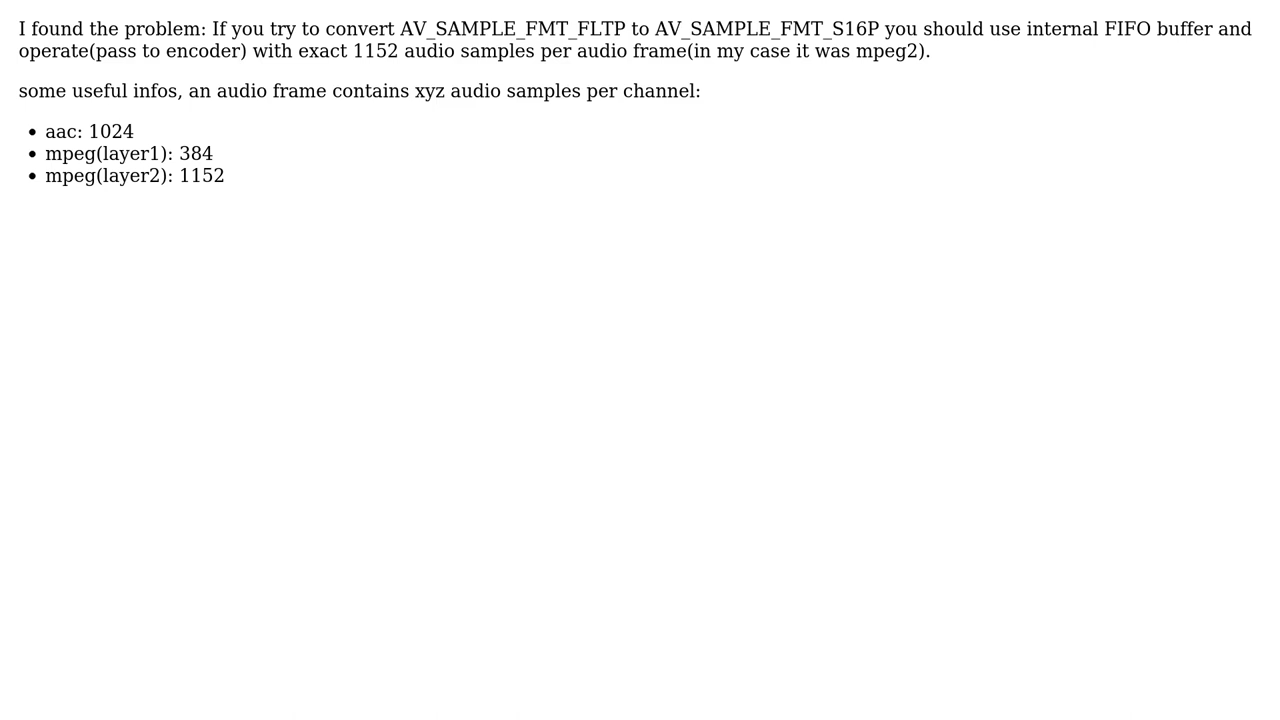 I found the problem: If you try to convert AV_SAMPLE_FMT_FLTP to AV_SAMPLE_FMT_S16P you should use internal FIFO buffer and
operate(pass to encoder) with exact 1152 audio samples per audio frame(in my case it was mpeg2).
some useful infos, an audio frame contains xyz audio samples per channel:
• aac: 1024
• mpeg(layer1): 384
• mpeg(layer2): 1152